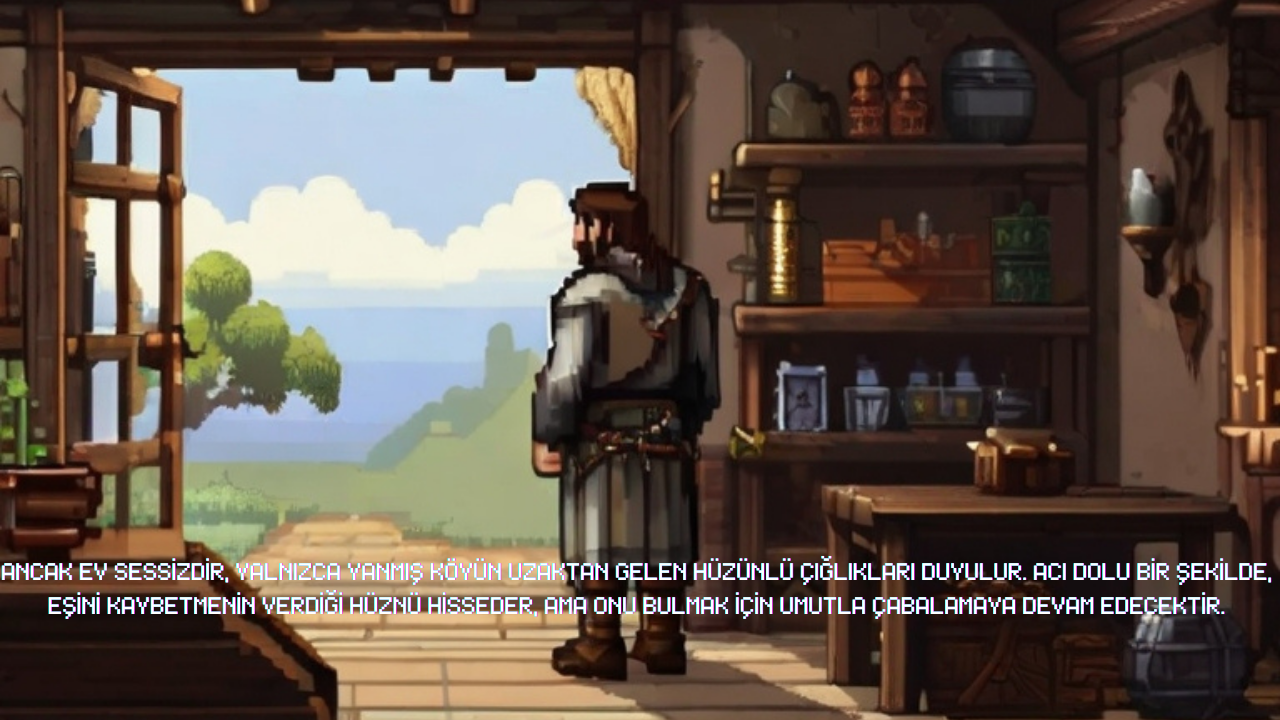 ANCAK EV SESSİZDİR, YALNIZCA YANMIŞ KÖYÜN UZAKTAN GELEN HÜZÜNLÜ ÇIĞLIKLARI DUYULUR. ACI DOLU BİR ŞEKİLDE,
EŞİNİ KAYBETMENİN VERDİĞİ HÜZNÜ HİSSEDER, AMA ONU BULMAK İÇİN UMUTLA ÇABALAMAYA DEVAM EDECEKTİR.